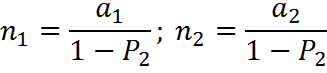 n₁ = a₁ / (1 − P₂) ; n₂ = a₂ / (1 − P₂)